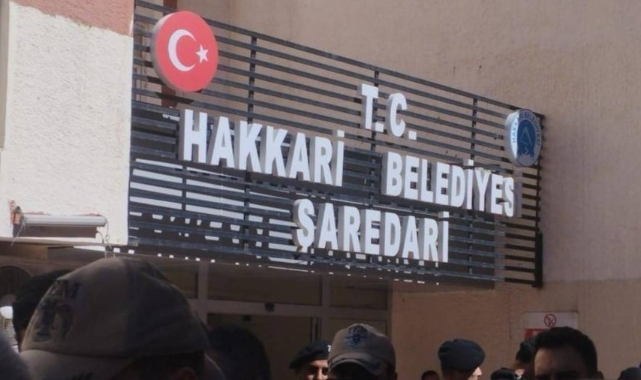 T.C.
HAKKARİ BELEDİYES
ŞAREDARİ